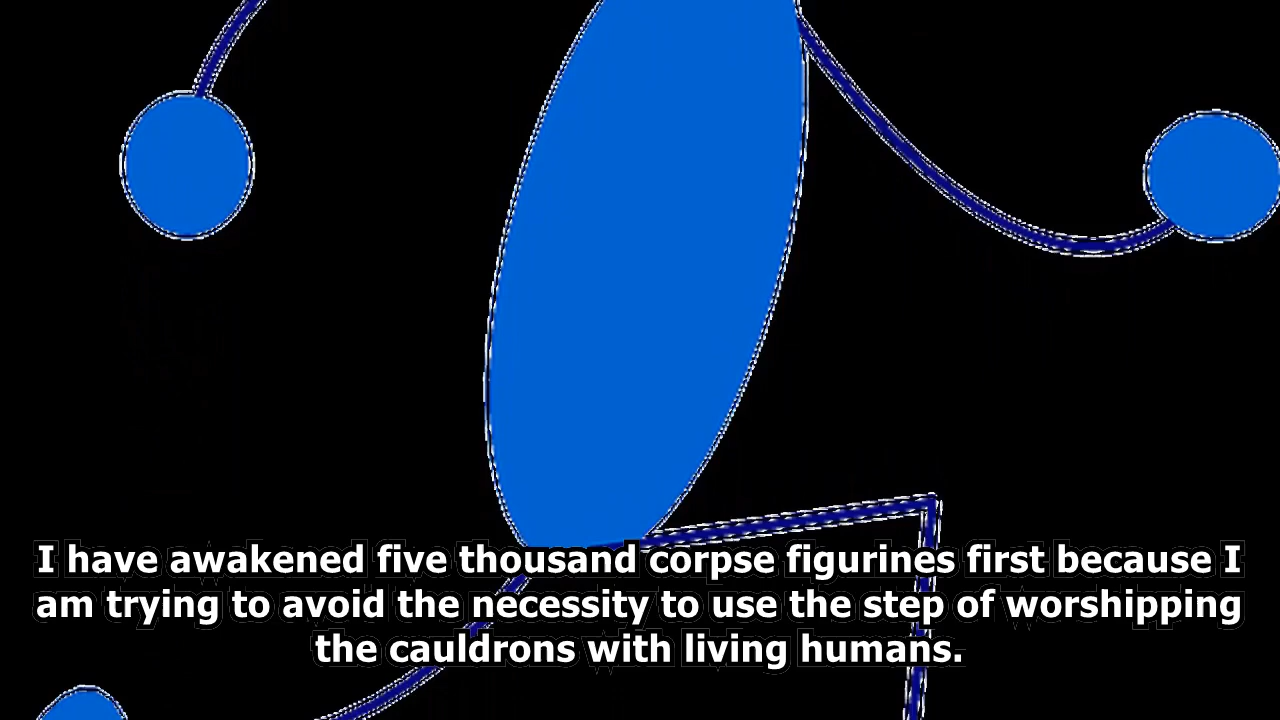 I have awakened five thousand corpse figurines first because I
am trying to avoid the necessity to use the step of worshipping
the cauldrons with living humans.